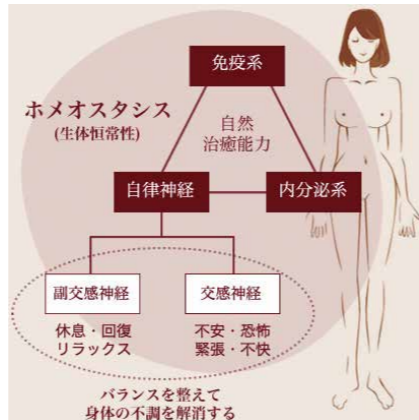 免疫系
ホメオスタシス
(生体恒常性)
自然
治癒能力
自律神経
内分泌系
副交感神経
交感神経
休息・回復
リラックス
不安・恐怖
緊張・不快
バランスを整えて
身体の不調を解消する